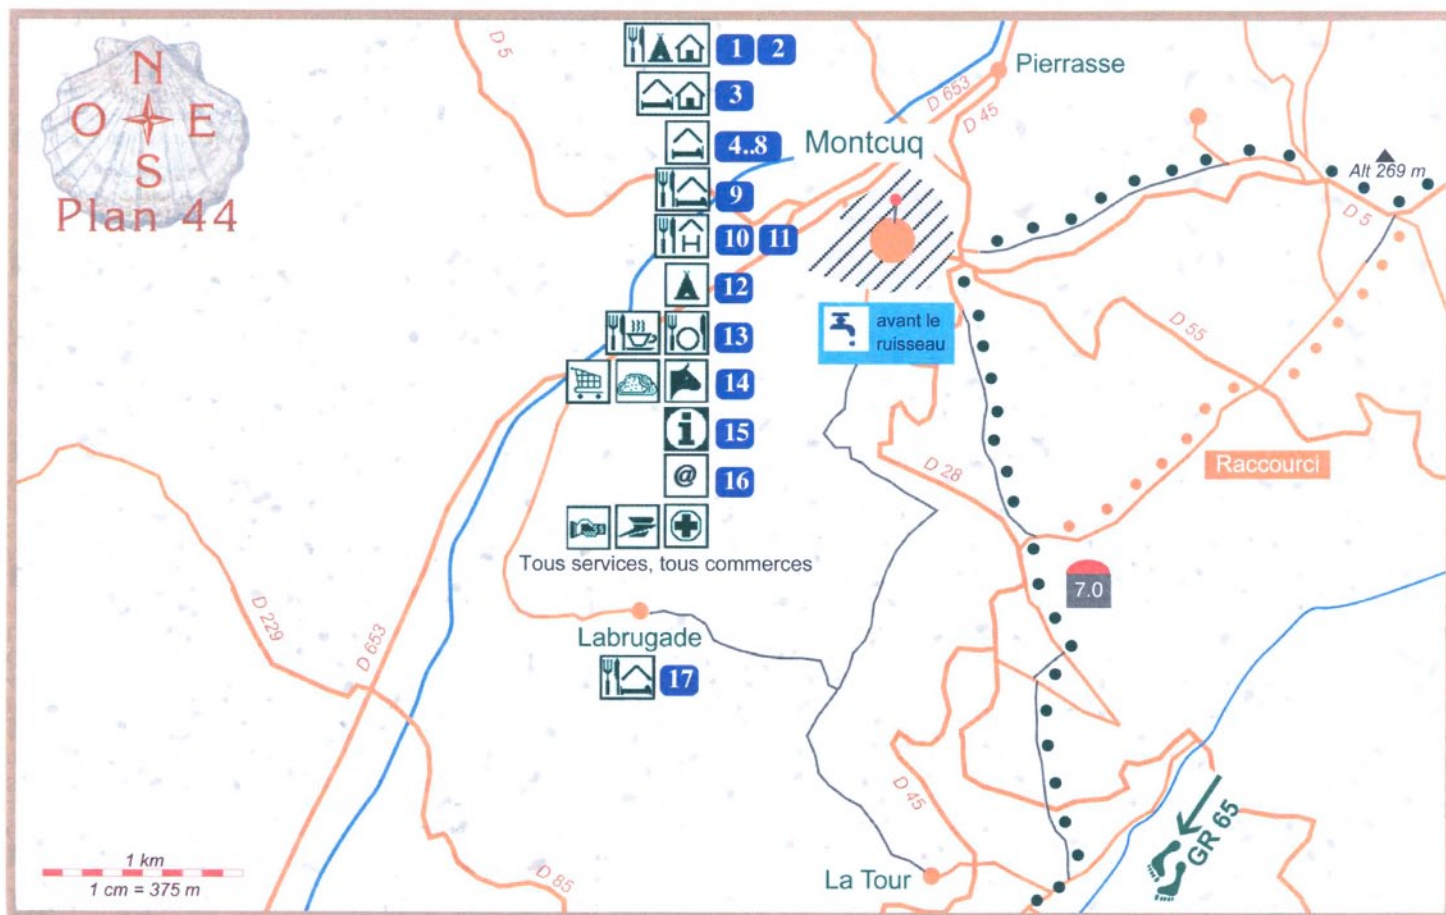 N
O E
S
Plan 44
D 5
1 2
3
4..8
9
10 11
12
13
14
i 15
@ 16
Tous services, tous commerces
Labrugade
17
D 653
D 45
Pierrasse
Montcuq
Alt 269 m
D 5
avant le
ruisseau
D 55
D 28
Raccourci
7.0
D 229
D 653
D 45
GR 65
La Tour
D 85
1 km
1 cm = 375 m